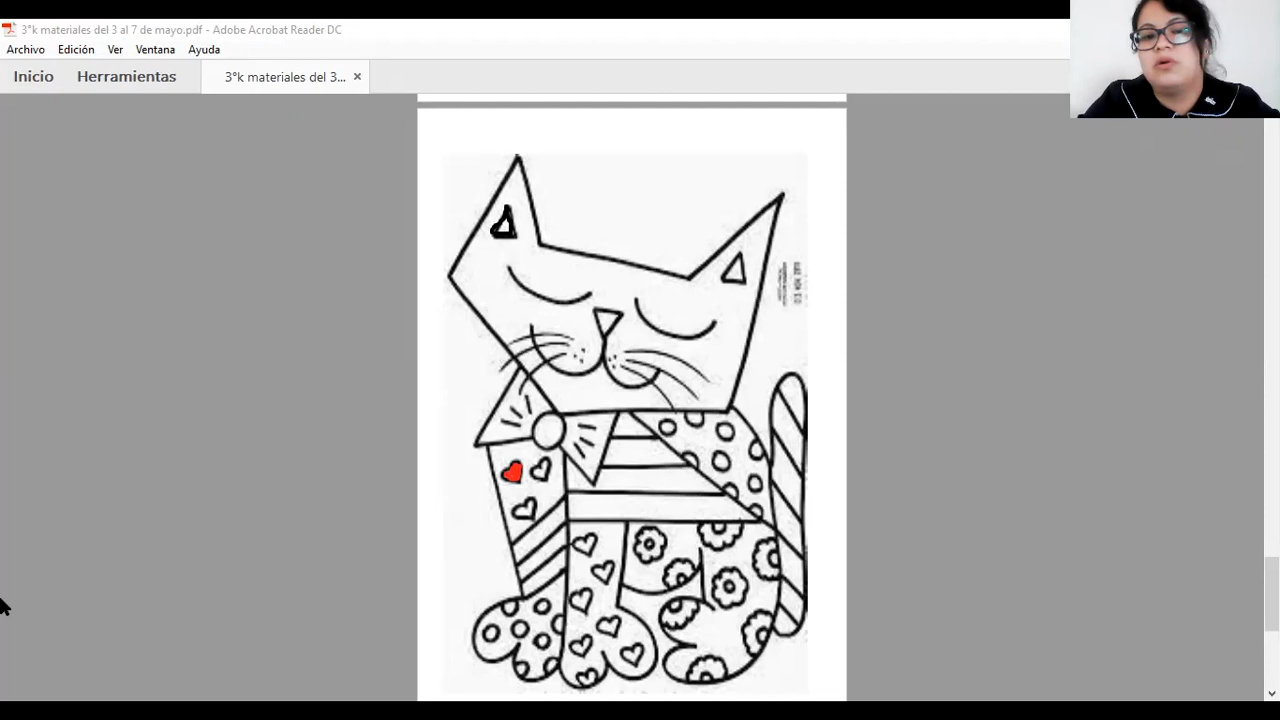 3°k materiales del 3 al 7 de mayo.pdf - Adobe Acrobat Reader DC
Archivo Edición Ver Ventana Ayuda
Inicio Herramientas 3°k materiales del 3... ×